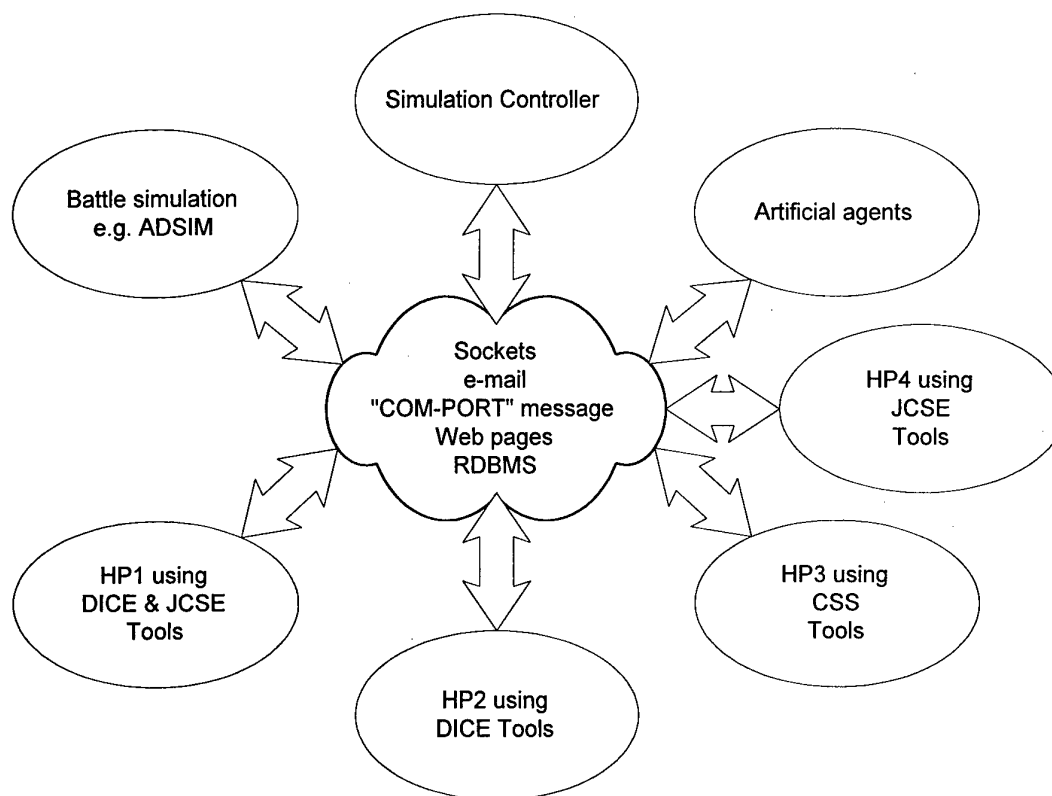 Simulation Controller
Battle simulation
e.g. ADSIM
Artificial agents
Sockets
e-mail
"COM-PORT" message
Web pages
RDBMS
HP4 using
JCSE
Tools
HP1 using
DICE & JCSE
Tools
HP3 using
CSS
Tools
HP2 using
DICE Tools